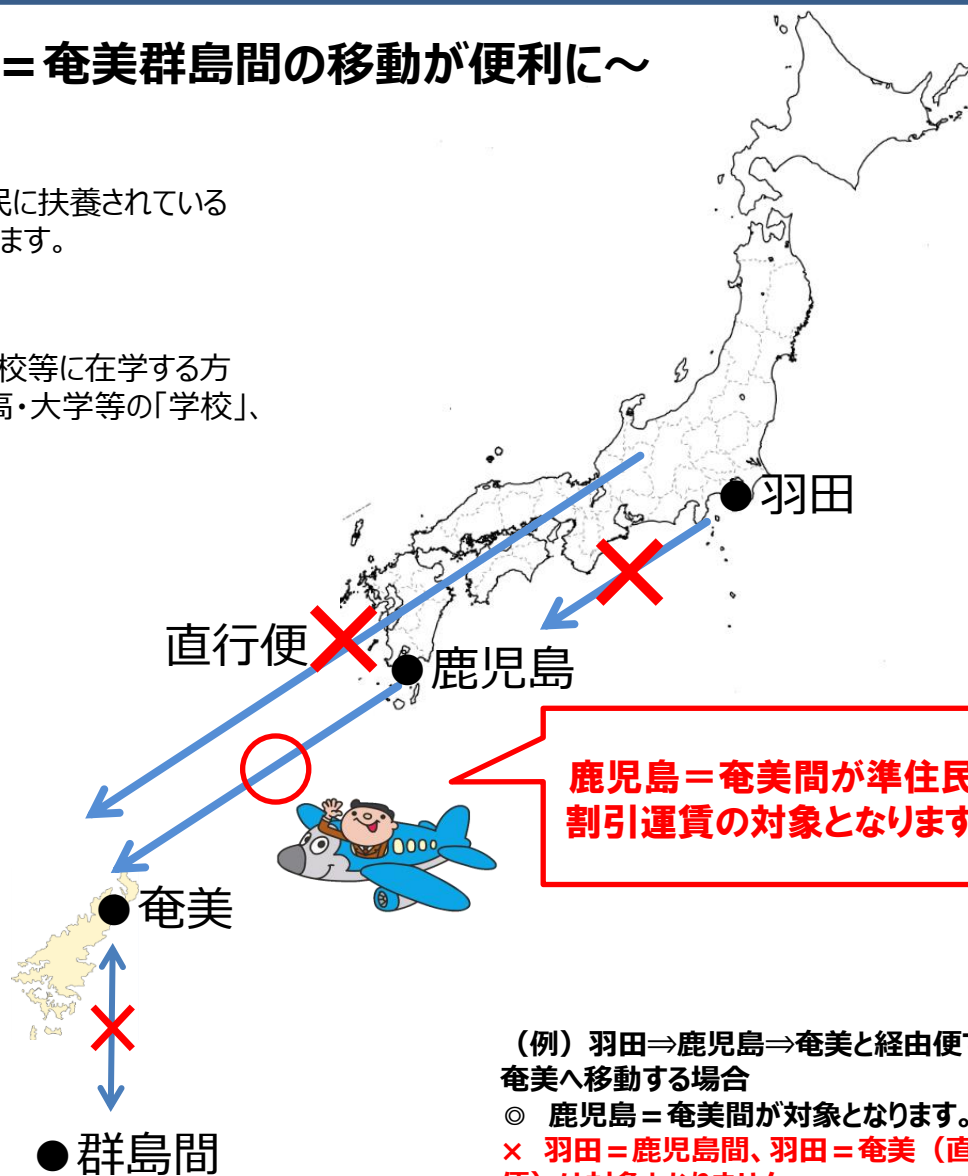 ＝奄美群島間の移動が便利に～
民に扶養されている
ます。
校等に在学する方
高・大学等の「学校」、
●羽田
直行便
●鹿児島
鹿児島＝奄美間が準住民
割引運賃の対象となります
●奄美
（例）羽田⇒鹿児島⇒奄美と経由便で
奄美へ移動する場合
◎　鹿児島＝奄美間が対象となります。
×　羽田＝鹿児島間、羽田＝奄美（直
●群島間